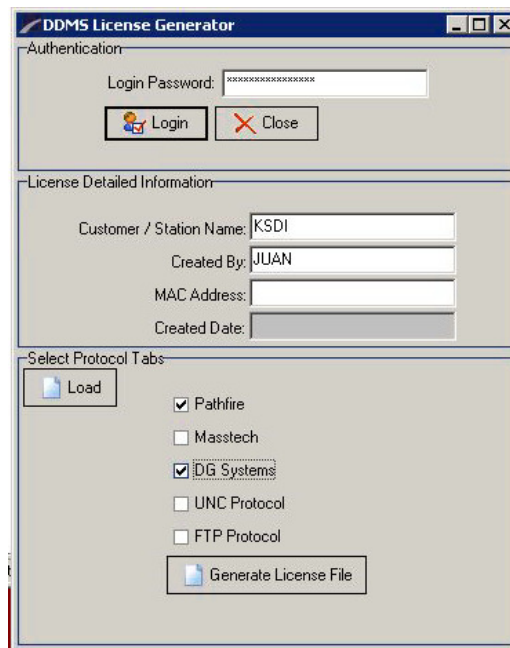 DDMS License Generator
Authentication
Login Password: ***************
Login Close
License Detailed Information
Customer / Station Name: KSDI
Created By: JUAN
MAC Address:
Created Date:
Select Protocol Tabs
Load
Pathfire
Masstech
DG Systems
UNC Protocol
FTP Protocol
Generate License File